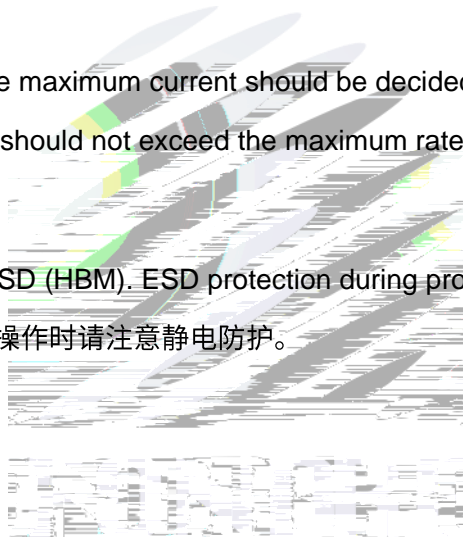 e maximum current should be decided
should not exceed the maximum rate
SD (HBM). ESD protection during pro
操作时请注意静电防护。